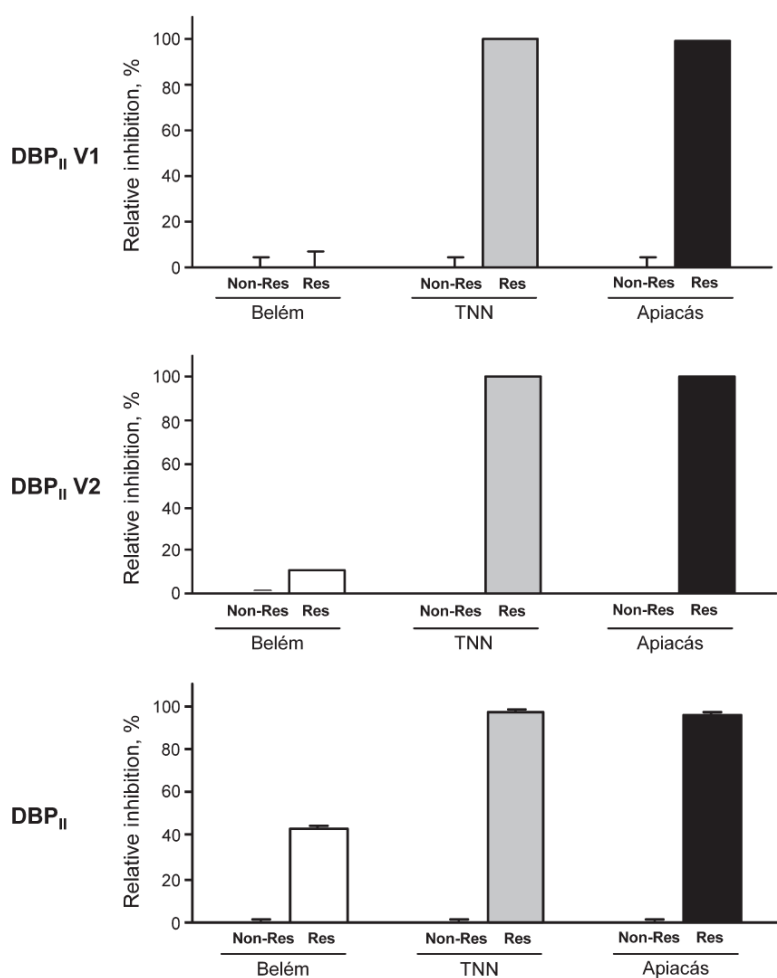 DBP_II V1
Relative inhibition, %
100
80
60
40
20
0
Non-Res Res Non-Res Res Non-Res Res
Belém TNN Apiacás
DBP_II V2
Relative inhibition, %
100
80
60
40
20
0
Non-Res Res Non-Res Res Non-Res Res
Belém TNN Apiacás
DBP_II
Relative inhibition, %
100
80
60
40
20
0
Non-Res Res Non-Res Res Non-Res Res
Belém TNN Apiacás